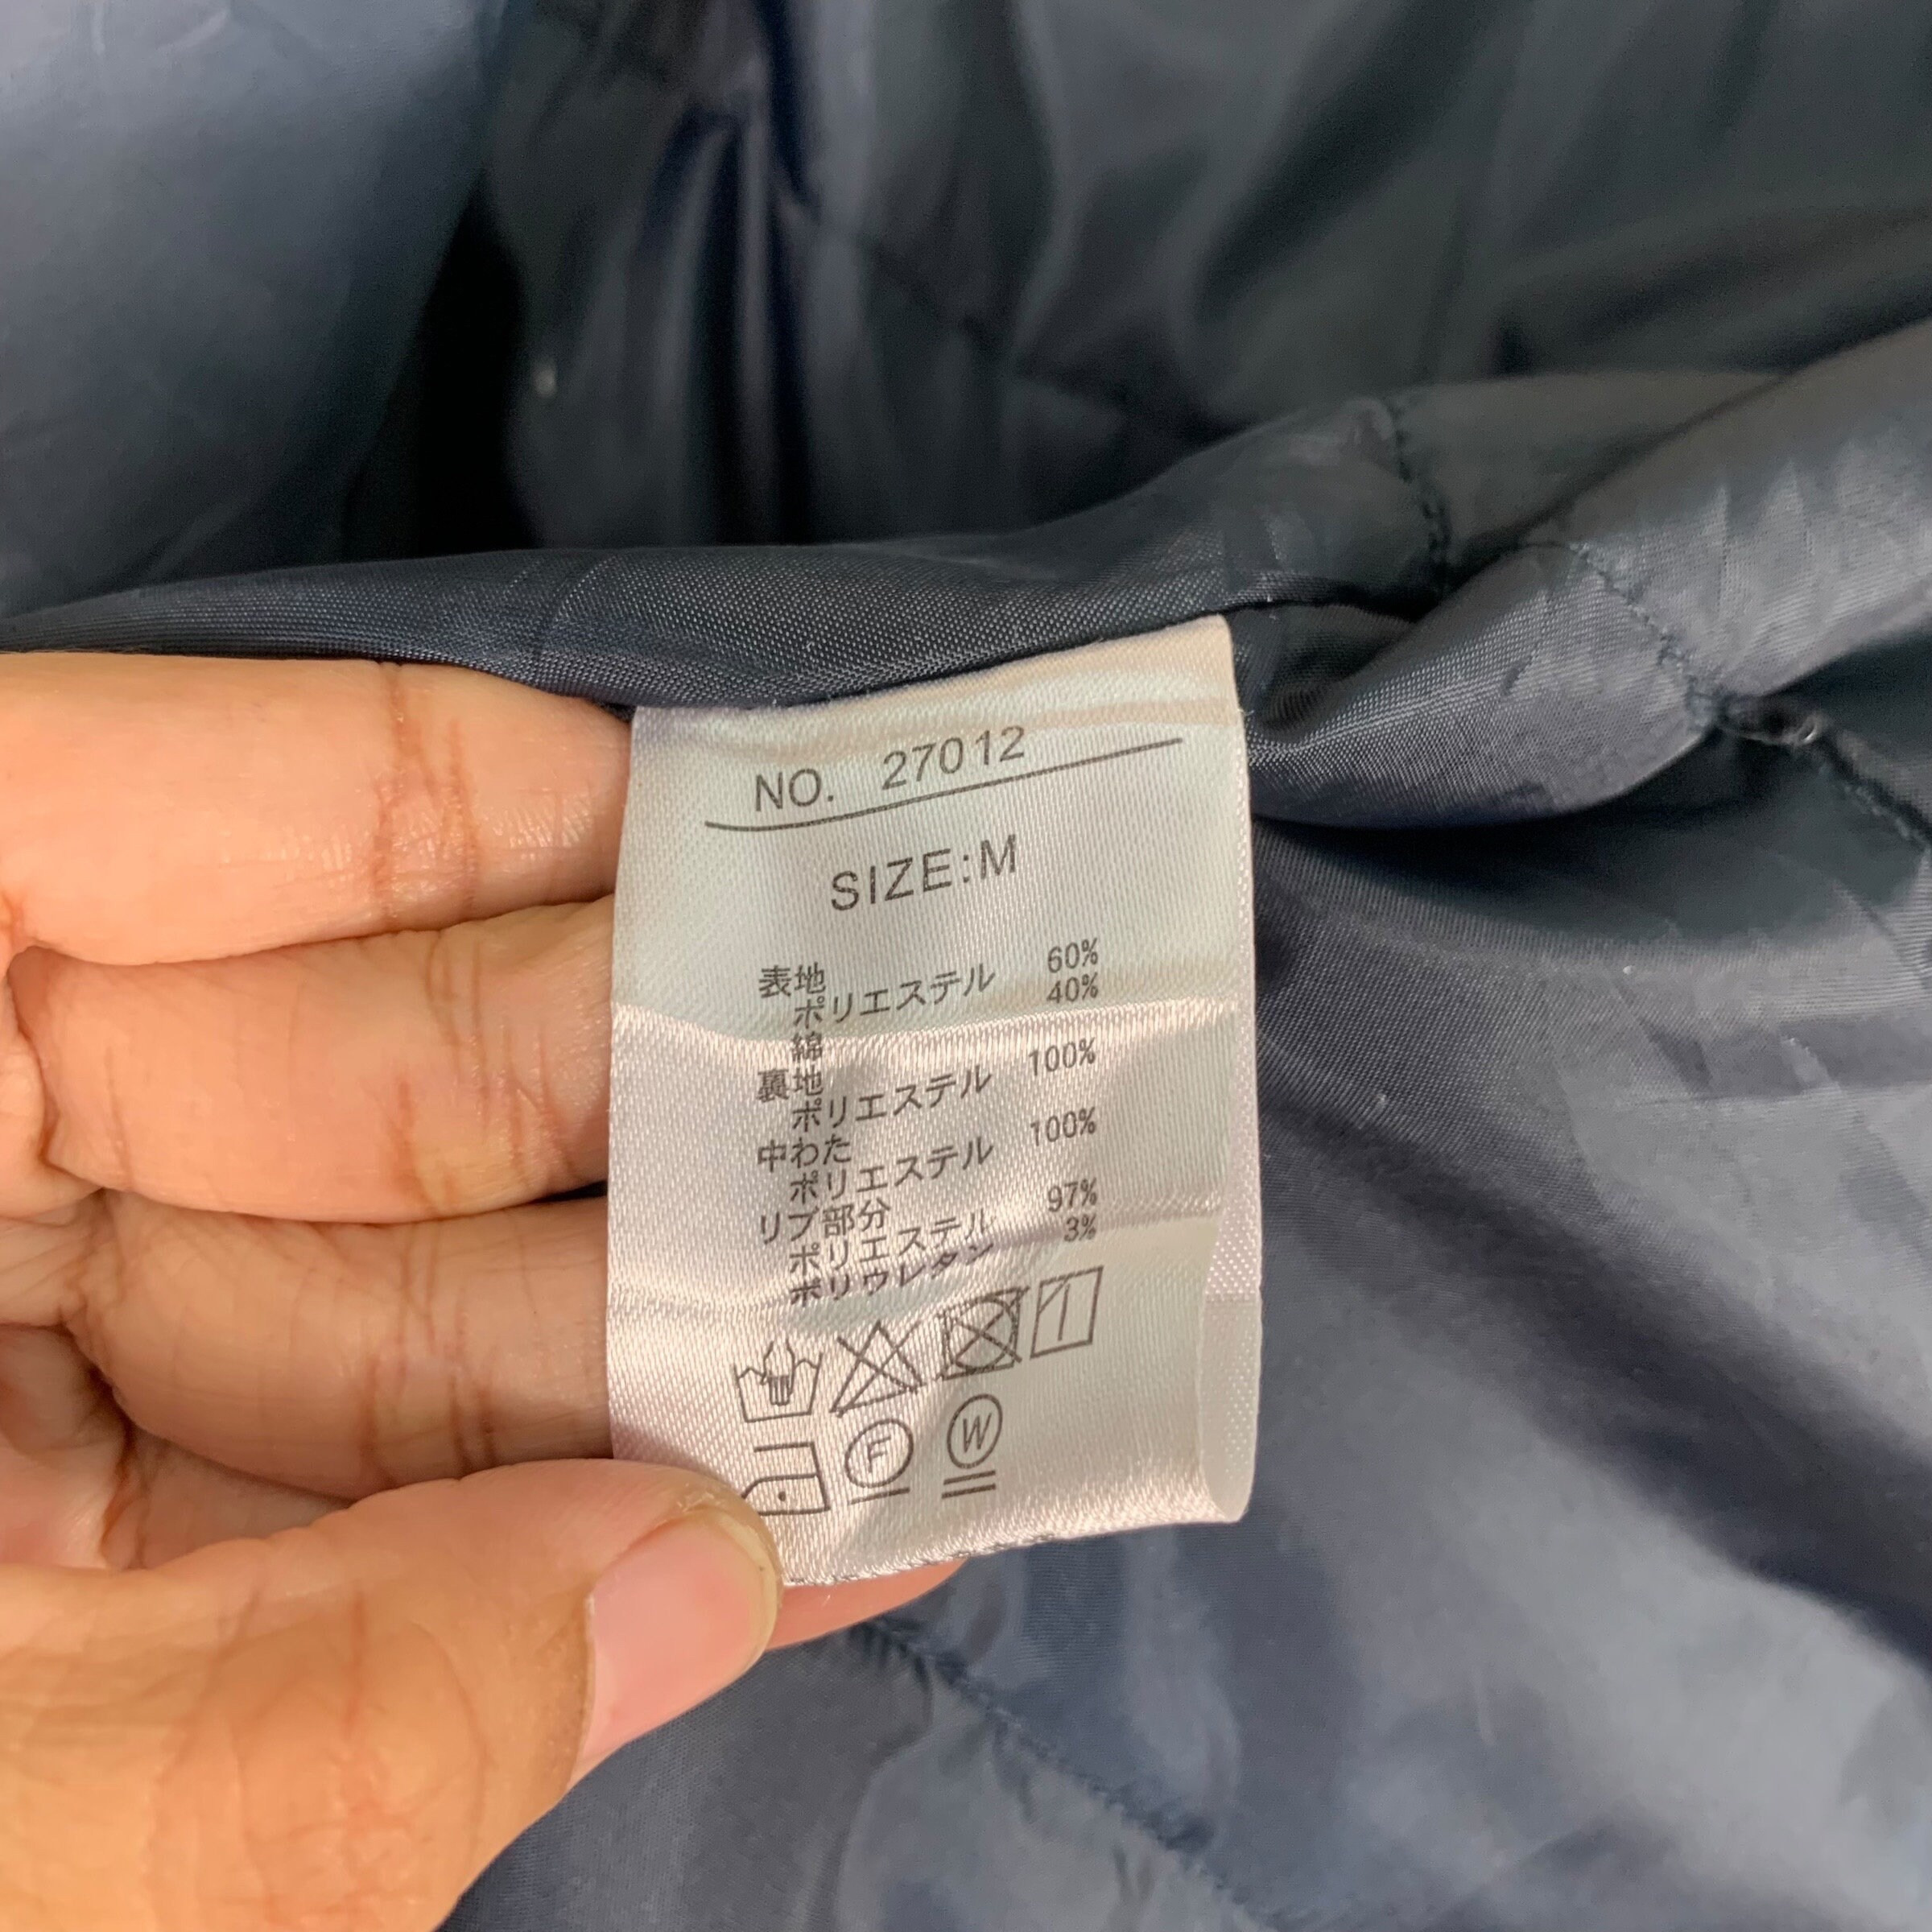 NO. 27012
SIZE:M
表地
ポリエステル 60%
綿 40%
裏地
ポリエステル 100%
中わた
ポリエステル 100%
リブ部分
ポリエステル 97%
ポリウレタン 3%
F W